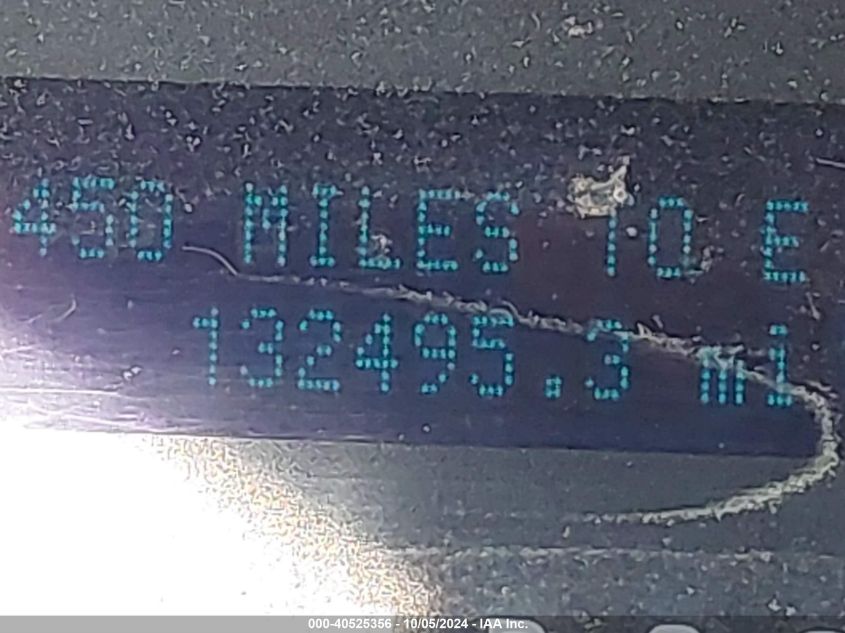 450 MILES TO E
132495.3 mi
000-40525356 - 10/05/2024 - IAA Inc.